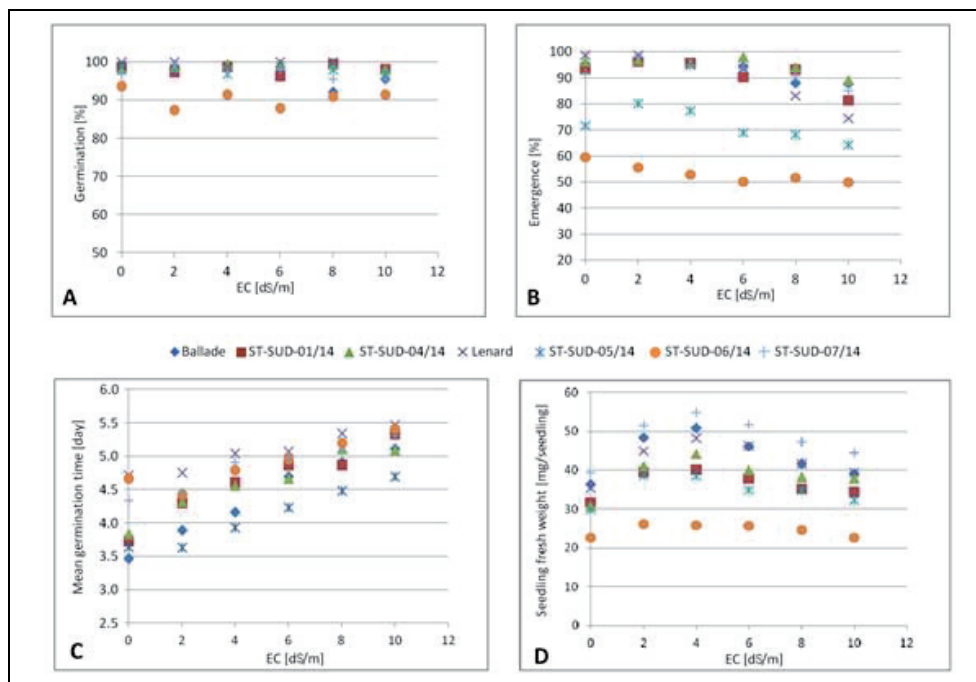 Germination [%]
100
90
80
70
60
50
0 2 4 6 8 10 12
EC [dS/m]
A
Emergence [%]
100
90
80
70
60
50
40
30
20
0 2 4 6 8 10 12
EC [dS/m]
B
Ballade ST-SUD-01/14 ST-SUD-04/14 Lenard ST-SUD-05/14 ST-SUD-06/14 ST-SUD-07/14
Mean germination time [day]
6.0
5.5
5.0
4.5
4.0
3.5
3.0
2.5
0 2 4 6 8 10 12
EC [dS/m]
C
Seedling fresh weight [mg/seedling]
60
50
40
30
20
10
0
0 2 4 6 8 10 12
EC [dS/m]
D